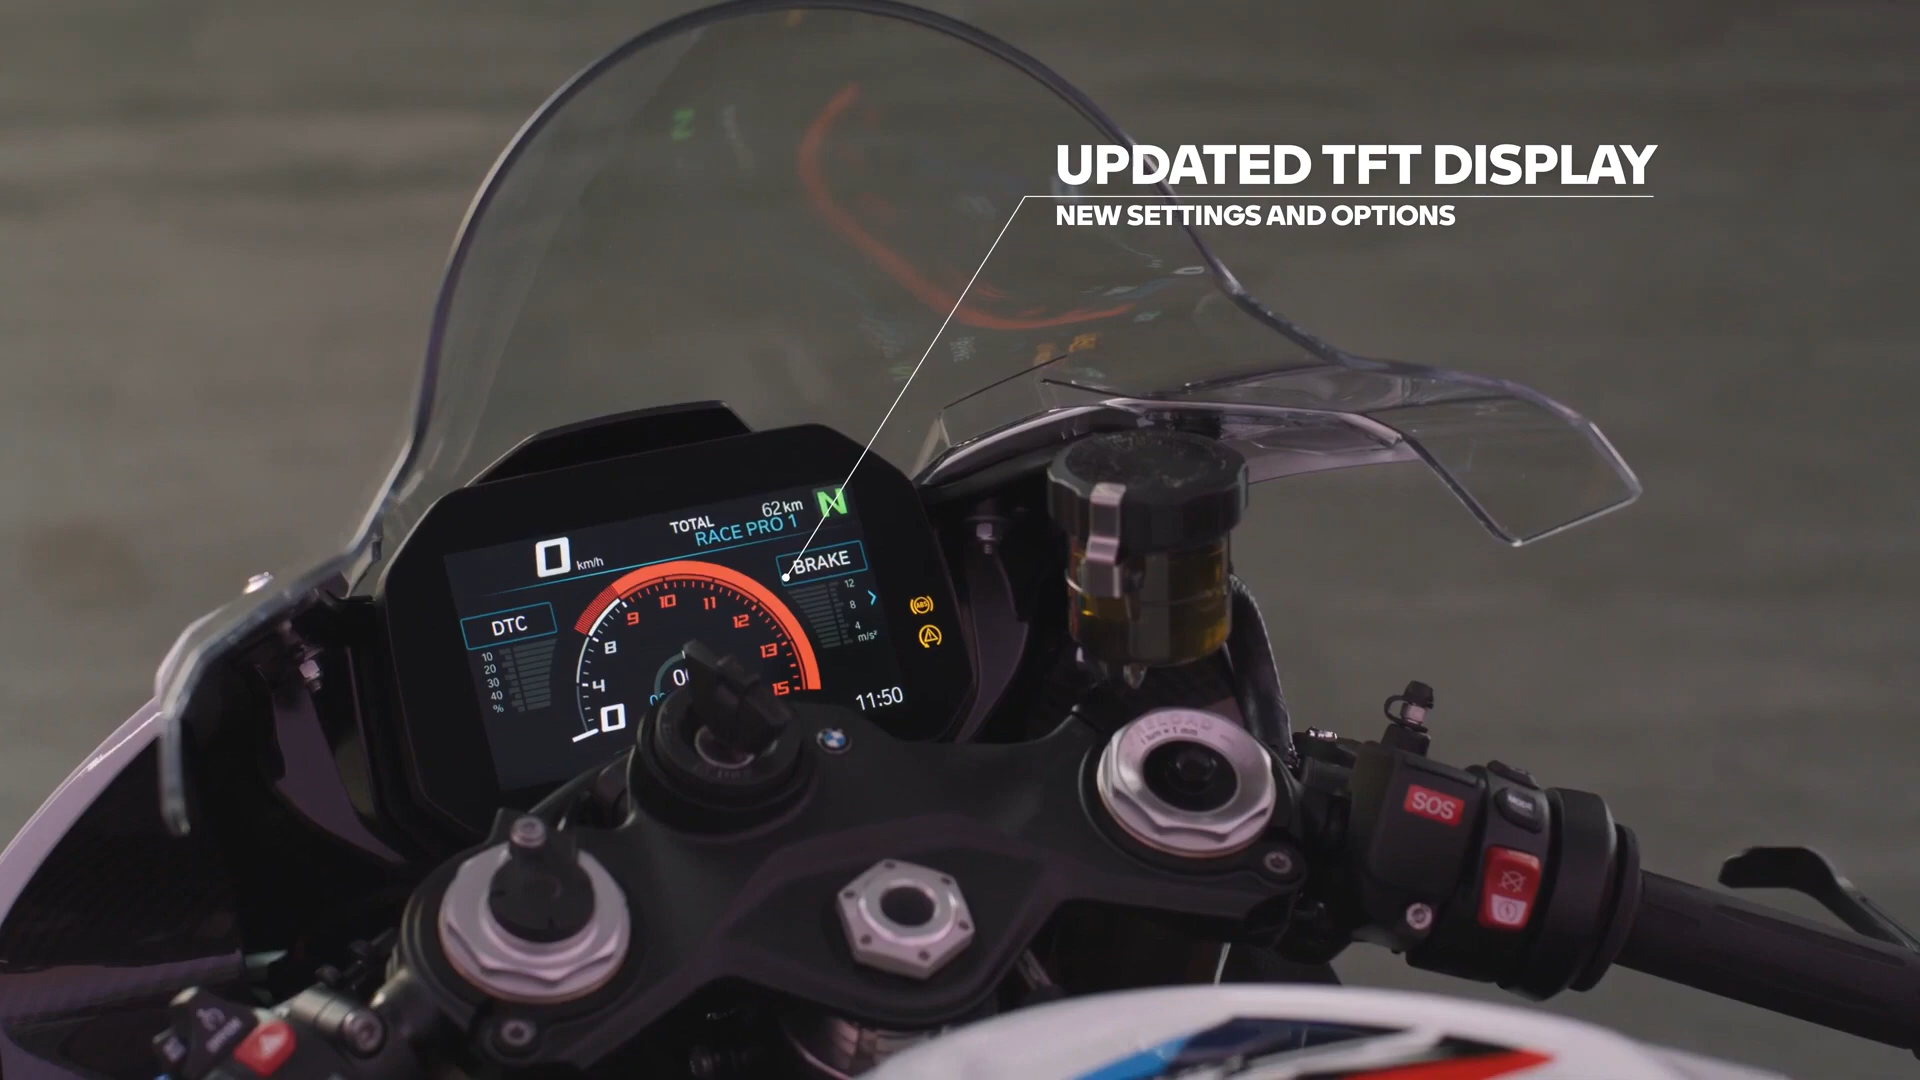 UPDATED TFT DISPLAY
NEW SETTINGS AND OPTIONS
62 km
N
TOTAL
RACE PRO 1
0 km/h
BRAKE
12
8
4
m/s²
ABS
DTC
10
20
30
40
%
0
4
8
9
10
11
12
13
15
11:50
SOS